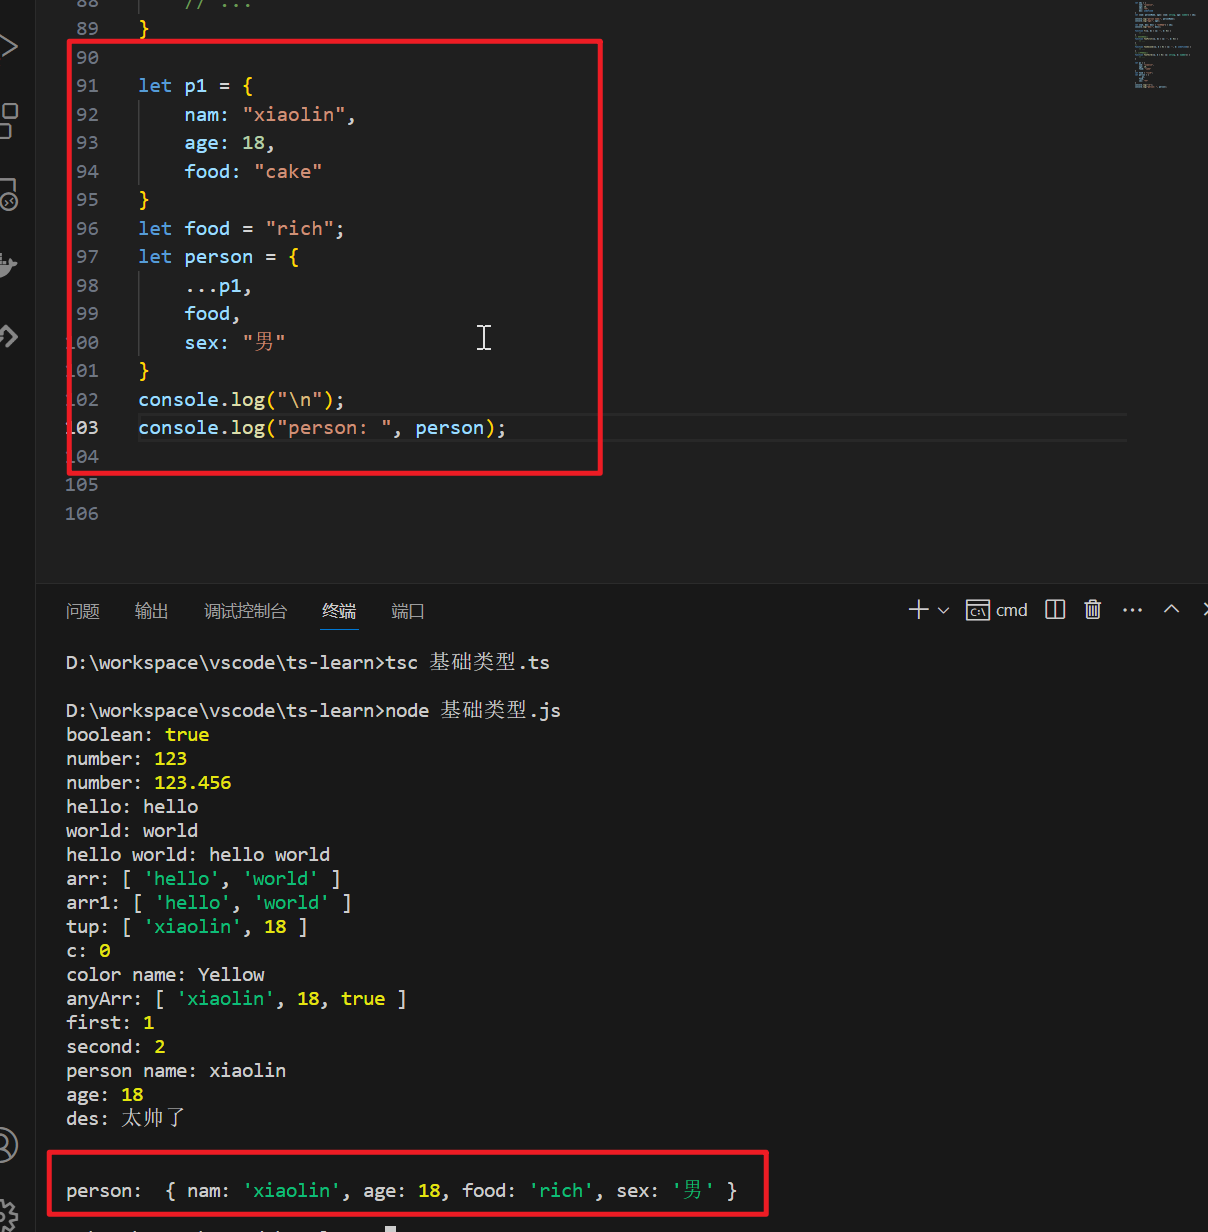 88 // ...
89 }
90
91 let p1 = {
92 nam: "xiaolin",
93 age: 18,
94 food: "cake"
95 }
96 let food = "rich";
97 let person = {
98 ...p1,
99 food,
100 sex: "男"
101 }
102 console.log("\n");
103 console.log("person: ", person);
104
105
106
问题 输出 调试控制台 终端 端口 cmd
D:\workspace\vscode\ts-learn>tsc 基础类型.ts
D:\workspace\vscode\ts-learn>node 基础类型.js
boolean: true
number: 123
number: 123.456
hello: hello
world: world
hello world: hello world
arr: [ 'hello', 'world' ]
arr1: [ 'hello', 'world' ]
tup: [ 'xiaolin', 18 ]
c: 0
color name: Yellow
anyArr: [ 'xiaolin', 18, true ]
first: 1
second: 2
person name: xiaolin
age: 18
des: 太帅了
person:  { nam: 'xiaolin', age: 18, food: 'rich', sex: '男' }